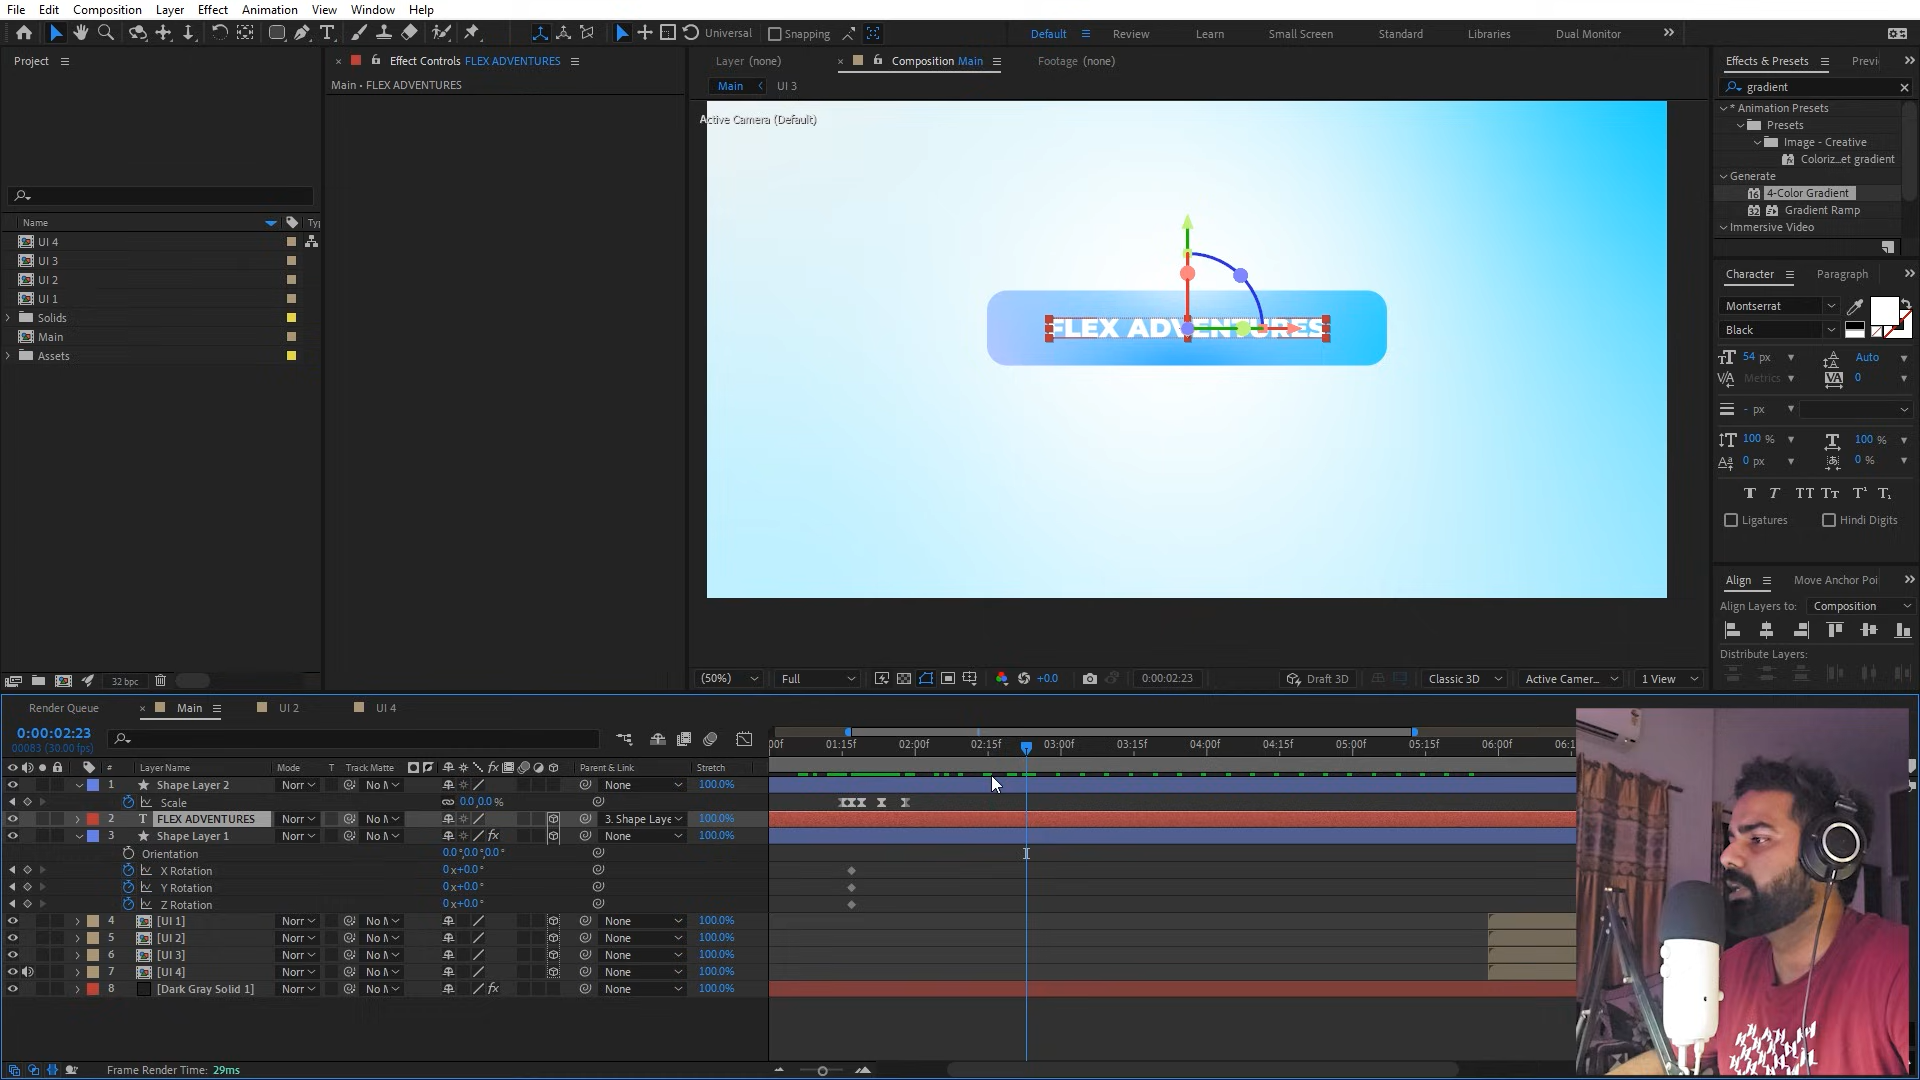 File Edit Composition Layer Effect Animation View Window Help
Universal Snapping Default Review Learn Small Screen Standard Libraries Dual Monitor
Project
Name
UI 4
UI 3
UI 2
UI 1
Solids
Main
Assets
32 bpc
Effect Controls FLEX ADVENTURES
Main • FLEX ADVENTURES
Layer (none) Composition Main Footage (none)
Main UI 3
Active Camera (Default)
FLEX ADVENTURES
(50%) Full +0.0 0:00:02:23 Draft 3D Classic 3D Active Camer... 1 View
Effects & Presets Previ
gradient
* Animation Presets
Presets
Image - Creative
Coloriz...et gradient
Generate
4-Color Gradient
Gradient Ramp
Immersive Video
Character Paragraph
Montserrat
Black
54 px Auto
Metrics 0
- px
100 % 100 %
0 px 0 %
Ligatures Hindi Digits
Align Move Anchor Poi
Align Layers to: Composition
Distribute Layers:
Render Queue Main UI 2 UI 4
0:00:02:23
00083 (30.00 fps)
01:15f 02:00f 02:15f 03:00f 03:15f 04:00f 04:15f 05:00f 05:15f 06:00f
# Layer Name Mode T Track Matte Parent & Link Stretch
1 Shape Layer 2 Norr No M None 100.0%
Scale 0.0,0.0 %
2 FLEX ADVENTURES Norr No M 3. Shape Laye 100.0%
3 Shape Layer 1 Norr No M None 100.0%
Orientation 0.0°,0.0°,0.0°
X Rotation 0x+0.0°
Y Rotation 0x+0.0°
Z Rotation 0x+0.0°
4 [UI 1] Norr No M None 100.0%
5 [UI 2] Norr No M None 100.0%
6 [UI 3] Norr No M None 100.0%
7 [UI 4] Norr No M None 100.0%
8 [Dark Gray Solid 1] Norr No M None 100.0%
Frame Render Time: 29ms